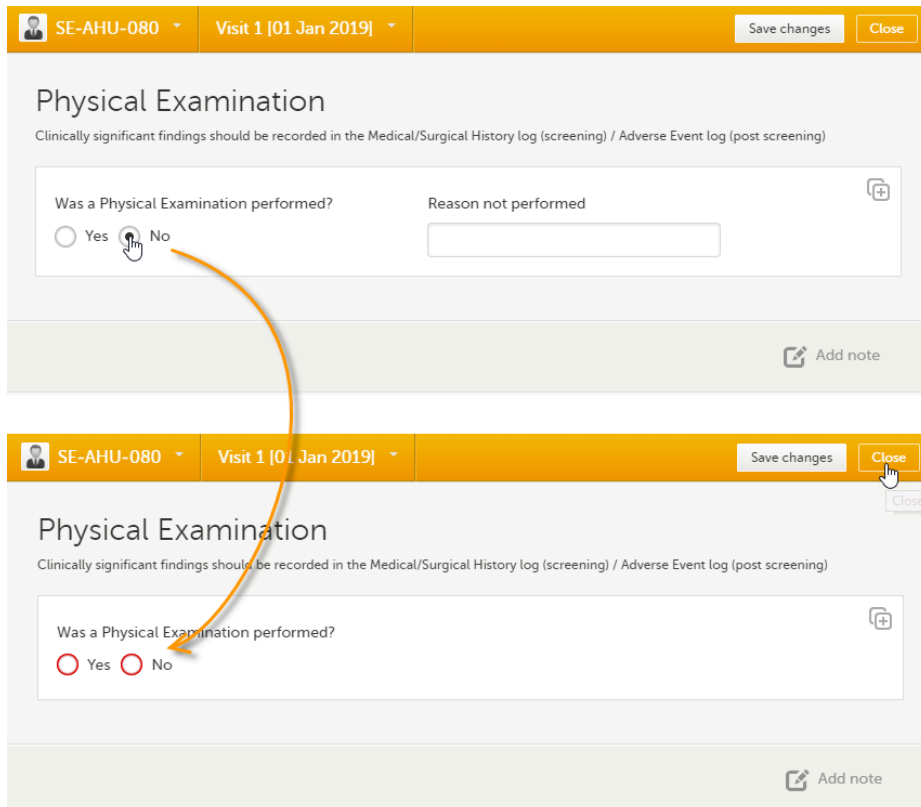 SE-AHU-080 Visit 1 [01 Jan 2019] Save changes Close
Physical Examination
Clinically significant findings should be recorded in the Medical/Surgical History log (screening) / Adverse Event log (post screening)
Was a Physical Examination performed? Reason not performed
Yes No
Add note
SE-AHU-080 Visit 1 [01 Jan 2019] Save changes Close
Close
Physical Examination
Clinically significant findings should be recorded in the Medical/Surgical History log (screening) / Adverse Event log (post screening)
Was a Physical Examination performed?
Yes No
Add note